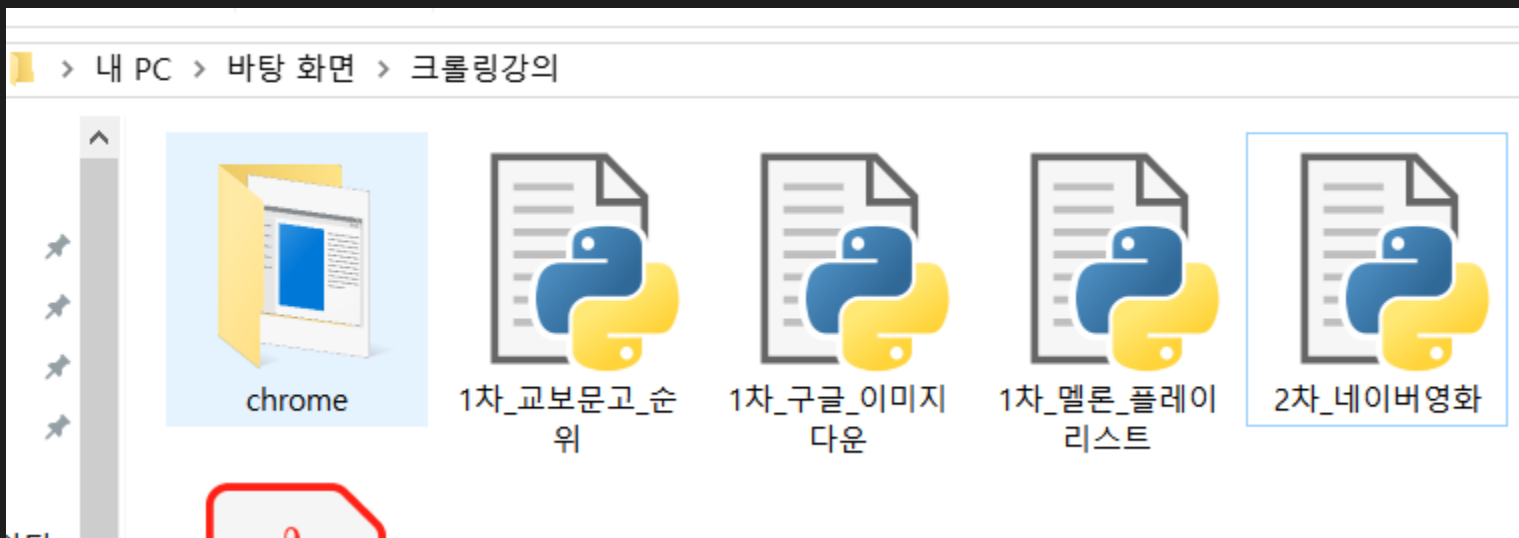 내 PC > 바탕 화면 > 크롤링강의
chrome
1차_교보문고_순
위
1차_구글_이미지
다운
1차_멜론_플레이
리스트
2차_네이버영화